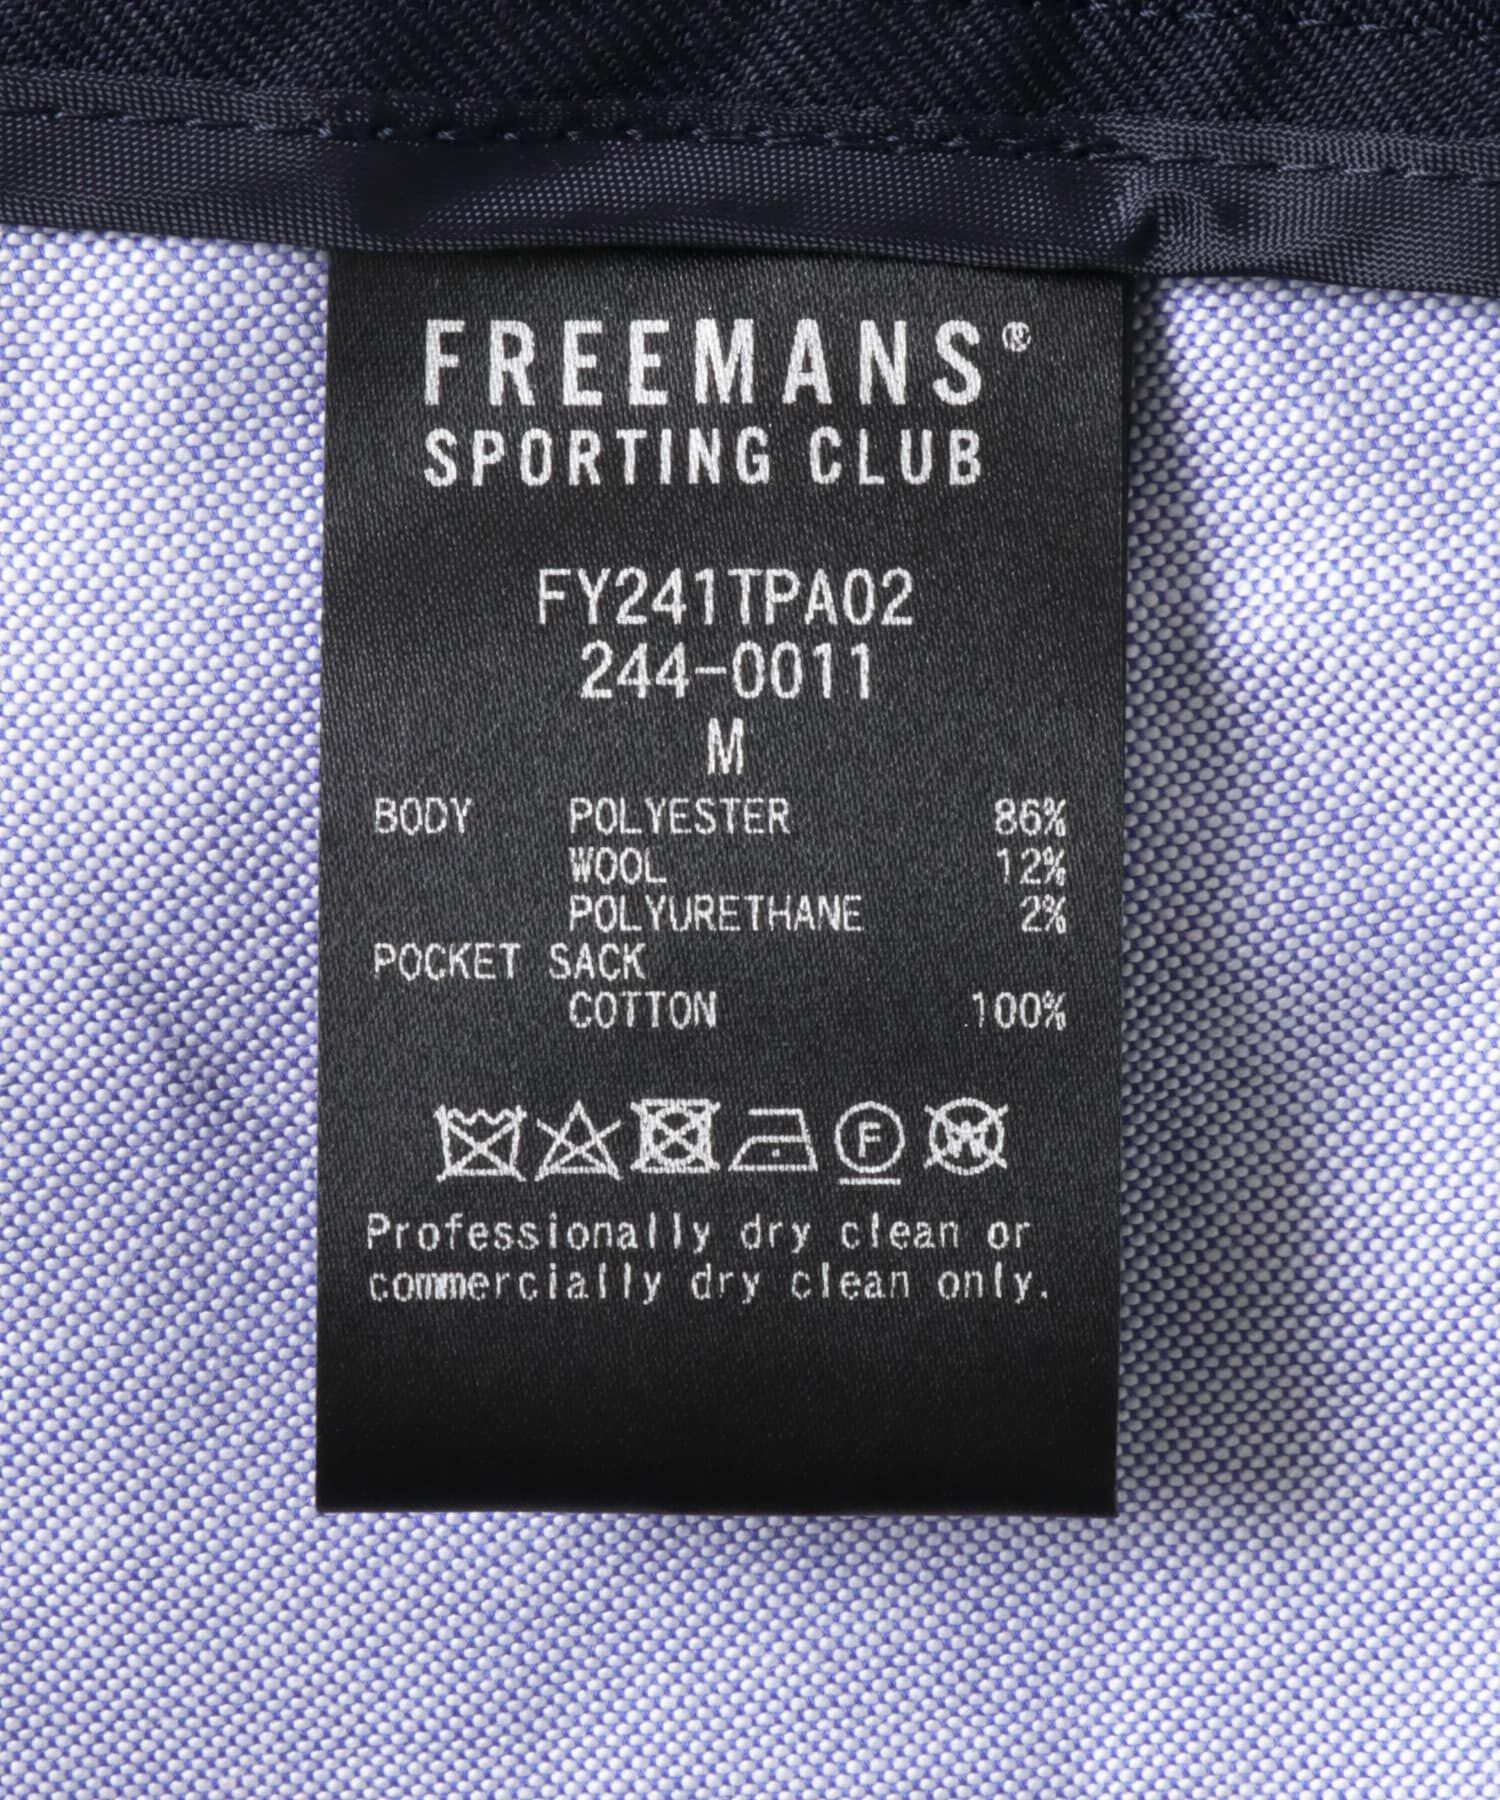 FREEMANS®
SPORTING CLUB
FY241TPA02
244-0011
M
BODY POLYESTER 86%
WOOL 12%
POLYURETHANE 2%
POCKET SACK
COTTON 100%
F W
Professionally dry clean or
commercially dry clean only.